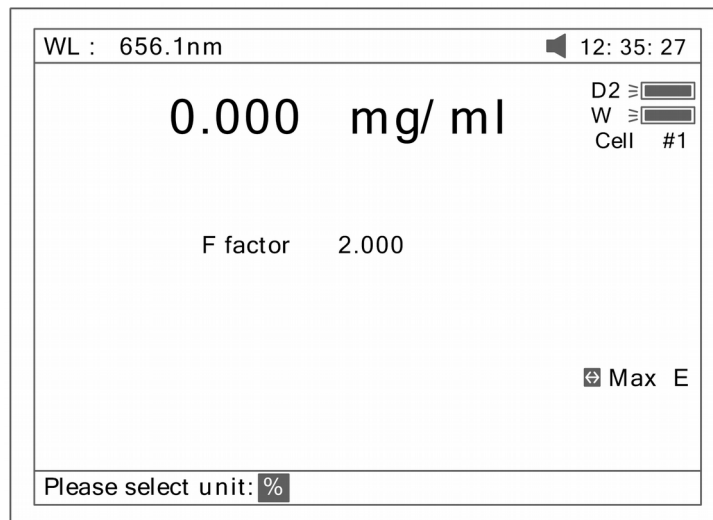 WL : 656.1nm 12: 35: 27
0.000 mg/ ml
D2
W
Cell #1
F factor 2.000
Max E
Please select unit: %